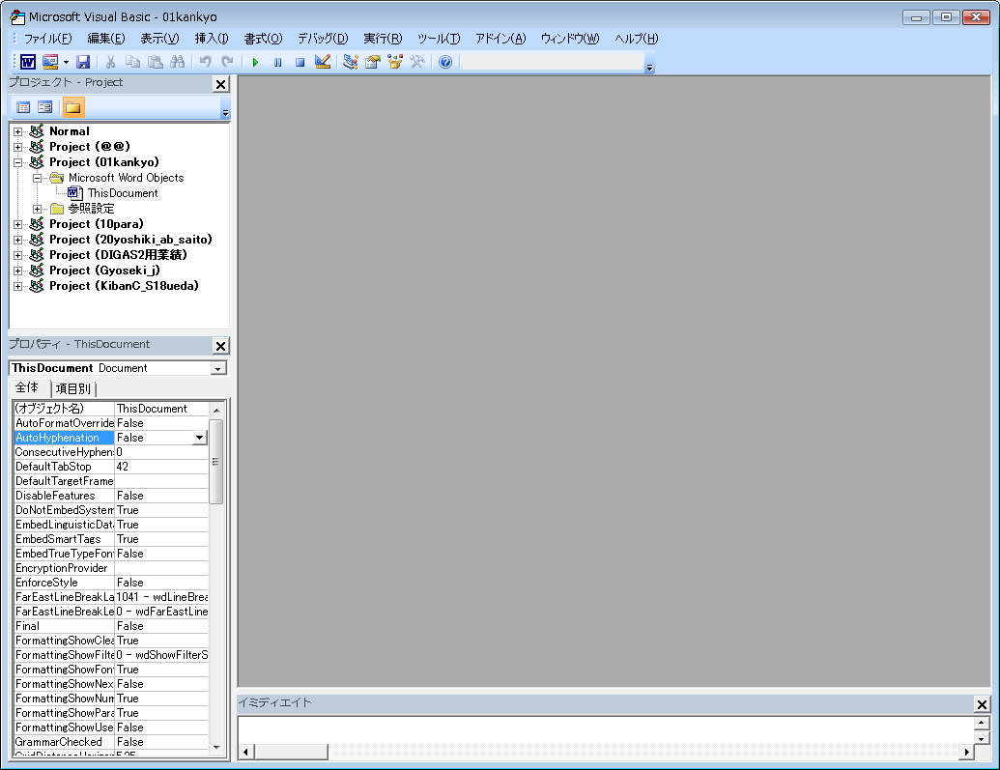 Microsoft Visual Basic - 01kankyo
ファイル(F) 編集(E) 表示(V) 挿入(I) 書式(O) デバッグ(D) 実行(R) ツール(T) アドイン(A) ウィンドウ(W) ヘルプ(H)
プロジェクト - Project
Normal
Project (@@)
Project (01kankyo)
Microsoft Word Objects
ThisDocument
参照設定
Project (10para)
Project (20yoshiki_ab_saito)
Project (DIGAS2用業績)
Project (Gyoseki_j)
Project (KibanC_S18ueda)
プロパティ - ThisDocument
ThisDocument Document
全体 項目別
(オブジェクト名) ThisDocument
AutoFormatOverride False
AutoHyphenation False
ConsecutiveHyphen: 0
DefaultTabStop 42
DefaultTargetFrame
DisableFeatures False
DoNotEmbedSystem True
EmbedLinguisticData True
EmbedSmartTags True
EmbedTrueTypeFon False
EncryptionProvider
EnforceStyle False
FarEastLineBreakLa 1041 - wdLineBrea
FarEastLineBreakLe 0 - wdFarEastLine
Final False
FormattingShowClea True
FormattingShowFilte 0 - wdShowFilterS
FormattingShowFon True
FormattingShowNex False
FormattingShowNum True
FormattingShowPara True
FormattingShowUse False
GrammarChecked False
GridDistanceHorizon 5.25
イミディエイト